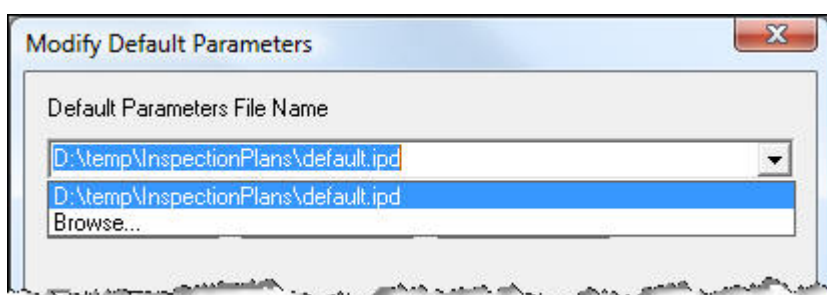 Modify Default Parameters
Default Parameters File Name
D:\temp\InspectionPlans\default.ipd
D:\temp\InspectionPlans\default.ipd
Browse...